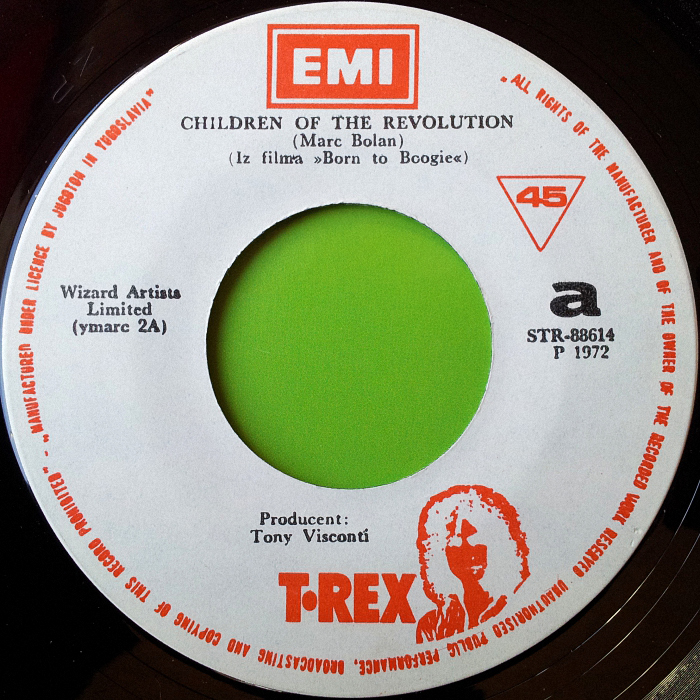 EMI
CHILDREN OF THE REVOLUTION
(Marc Bolan)
(Iz filma »Born to Boogie«)
45
Wizard Artists
Limited
(ymarc 2A)
a
STR-88614
P 1972
Producent:
Tony Visconti
T•REX
„ALL RIGHTS OF THE MANUFACTURER AND OF THE OWNER OF THE RECORDED WORK RESERVED UNAUTHORISED PUBLIC PERFORMANCE, BROADCASTING AND COPYING OF THIS RECORD PROHIBITED" - „MANUFACTURED UNDER LICENCE BY JUGOTON IN YUGOSLAVIA"